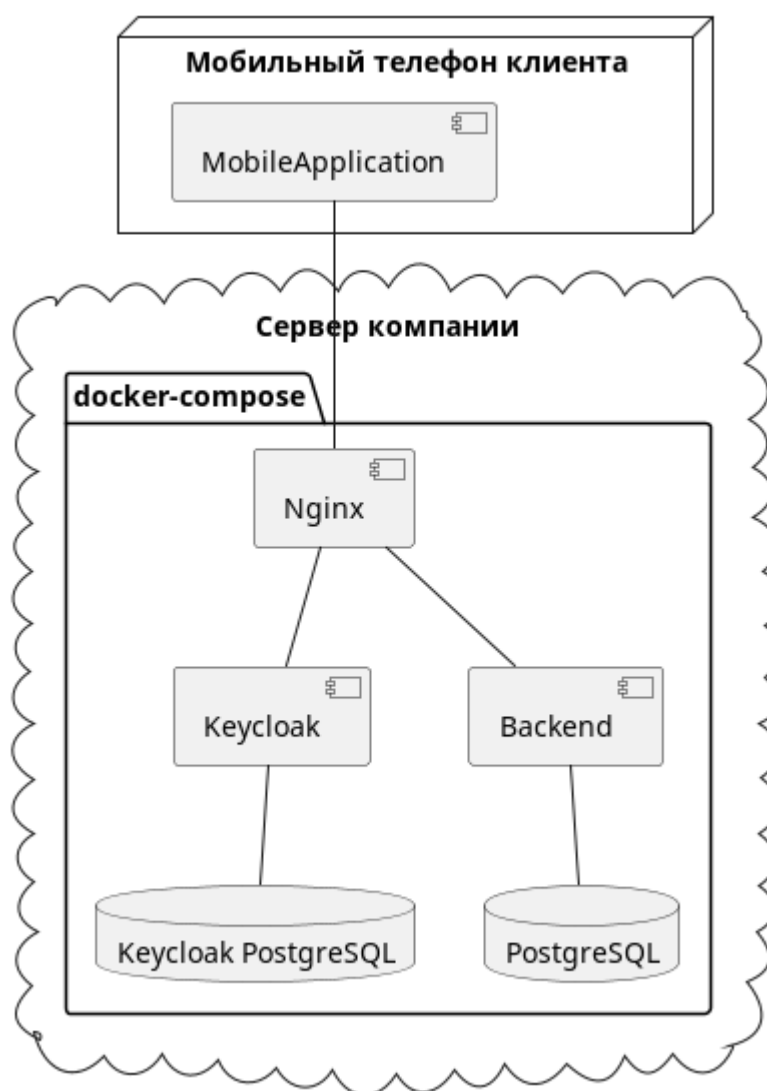 Мобильный телефон клиента
MobileApplication
Сервер компании
docker-compose
Nginx
Keycloak
Backend
Keycloak PostgreSQL
PostgreSQL